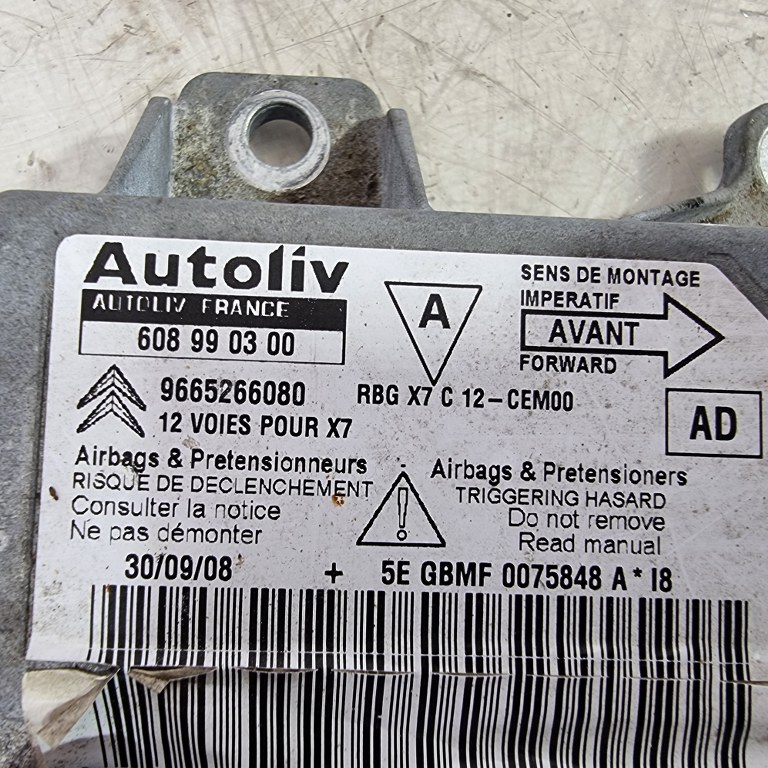 Autoliv
AUTOLIV FRANCE
608 99 03 00
A
SENS DE MONTAGE
IMPERATIF
AVANT
FORWARD
9665266080
RBG X7 C 12-CEM00
12 VOIES POUR X7
AD
Airbags & Pretensionneurs
RISQUE DE DECLENCHEMENT
Consulter la notice
Ne pas démonter
!
Airbags & Pretensioners
TRIGGERING HASARD
Do not remove
Read manual
30/09/08 + 5E GBMF 0075848 A * I8